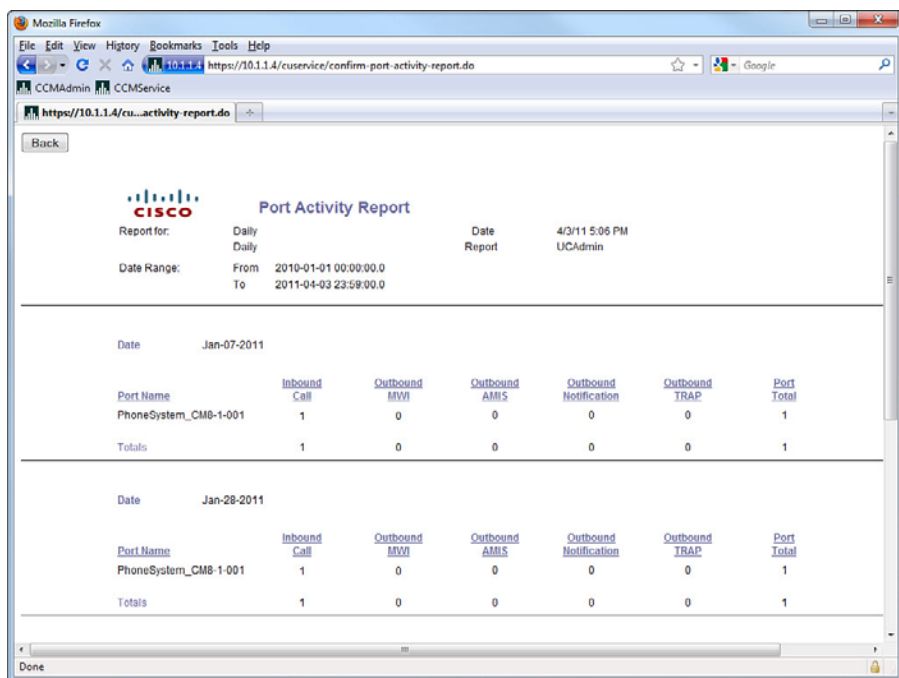 Mozilla Firefox
File Edit View History Bookmarks Tools Help
10.1.1.4 https://10.1.1.4/cuservice/confirm-port-activity-report.do Google
CCMAdmin CCMService
https://10.1.1.4/cu...activity-report.do
Back
CISCO
Port Activity Report
Report for: Daily Date 4/3/11 5:06 PM
Daily Report UCAdmin
Date Range: From 2010-01-01 00:00:00.0
To 2011-04-03 23:59:00.0
Date Jan-07-2011
Inbound Outbound Outbound Outbound Outbound Port
Port Name Call MWI AMIS Notification TRAP Total
PhoneSystem_CM8-1-001 1 0 0 0 0 1
Totals 1 0 0 0 0 1
Date Jan-28-2011
Inbound Outbound Outbound Outbound Outbound Port
Port Name Call MWI AMIS Notification TRAP Total
PhoneSystem_CM8-1-001 1 0 0 0 0 1
Totals 1 0 0 0 0 1
Done